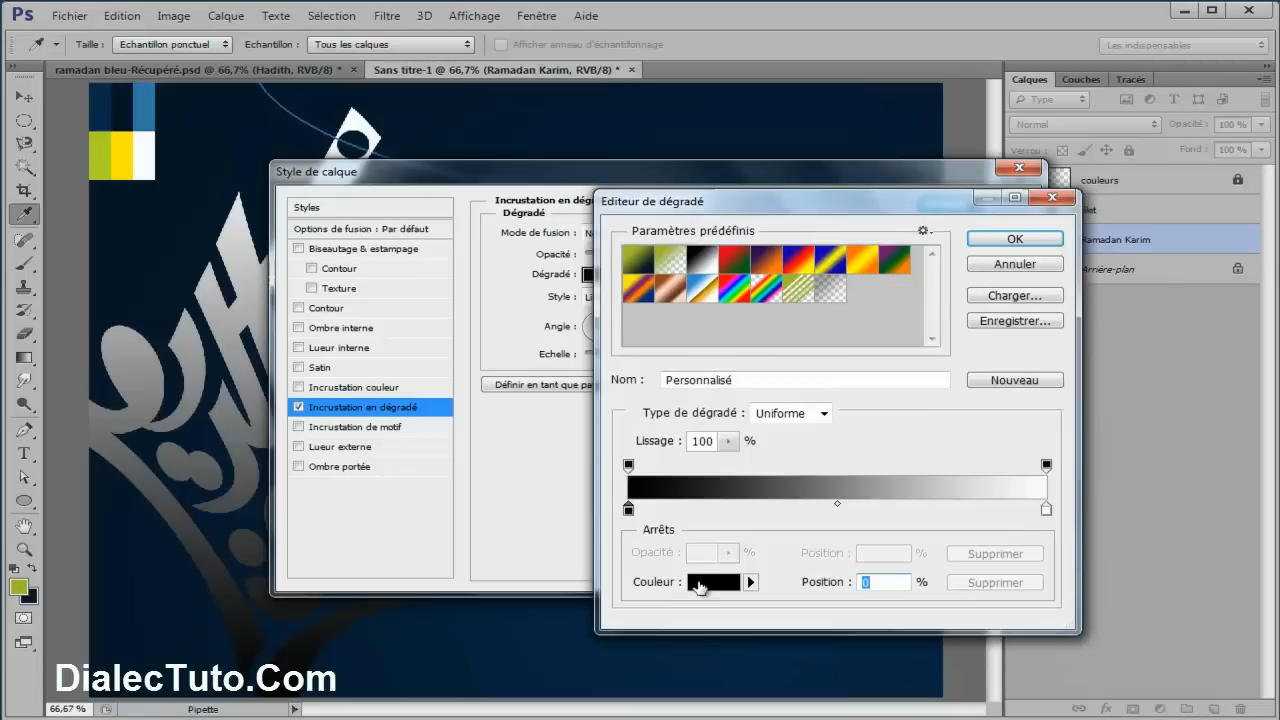 Ps Fichier Edition Image Calque Texte Sélection Filtre 3D Affichage Fenêtre Aide
Taille : Echantillon ponctuel Echantillon : Tous les calques Afficher anneau d'échantillonnage Les indispensables
ramadan bleu-Récupéré.psd @ 66,7% (Hadith, RVB/8) * Sans titre-1 @ 66,7% (Ramadan Karim, RVB/8) *
Calques Couches Tracés
Type
Normal Opacité : 100 %
Verrou : Fond : 100 %
couleurs
Ramadan Karim
Arrière-plan
Style de calque
Styles
Options de fusion : Par défaut
Biseautage & estampage
Contour
Texture
Contour
Ombre interne
Lueur interne
Satin
Incrustation couleur
Incrustation en dégradé
Incrustation de motif
Lueur externe
Ombre portée
Dégradé
Mode de fusion :
Opacité :
Dégradé :
Style :
Angle :
Echelle :
Editeur de dégradé
Paramètres prédéfinis
OK
Annuler
Charger...
Enregistrer...
Nom : Personnalisé Nouveau
Type de dégradé : Uniforme
Lissage : 100 %
Arrêts
Opacité : % Position : % Supprimer
Couleur : Position : 0 % Supprimer
DialecTuto.Com
66,67 % Pipette